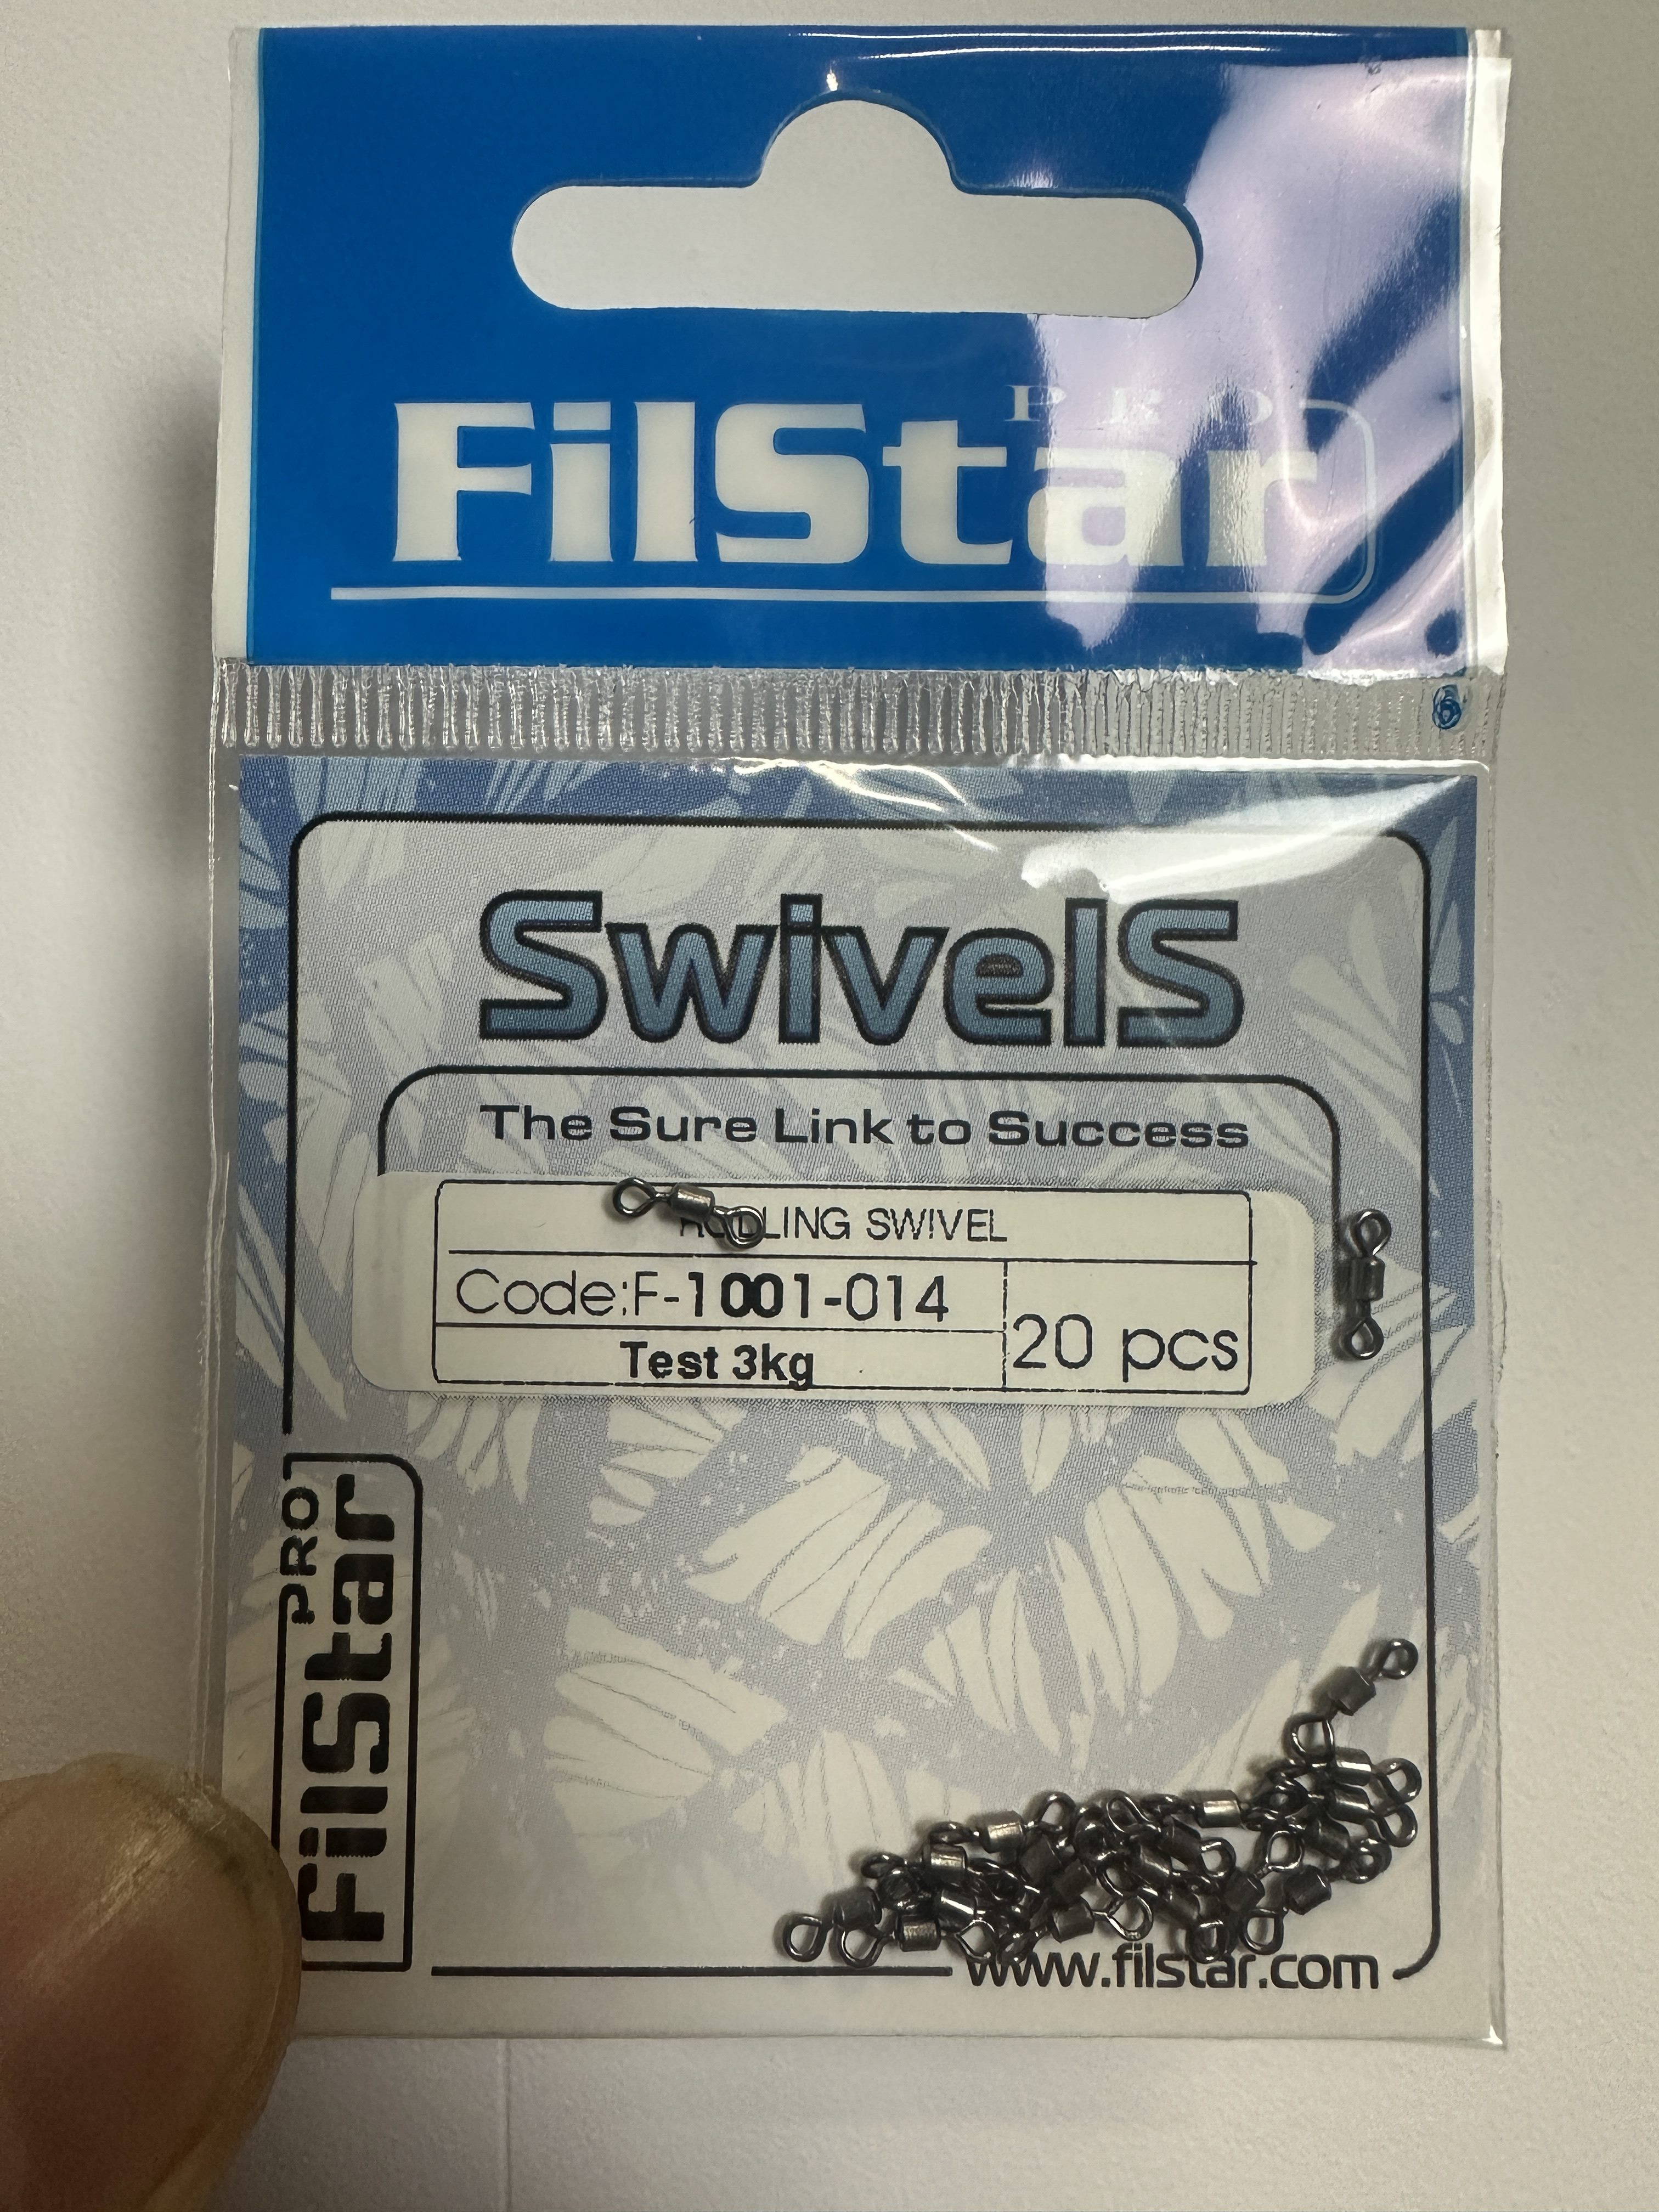 PRO
FilStar
SwivelS
The Sure Link to Success
ROLLING SWIVEL
Code:F-1001-014
20 pcs
Test 3kg
PRO
FilStar
www.filstar.com